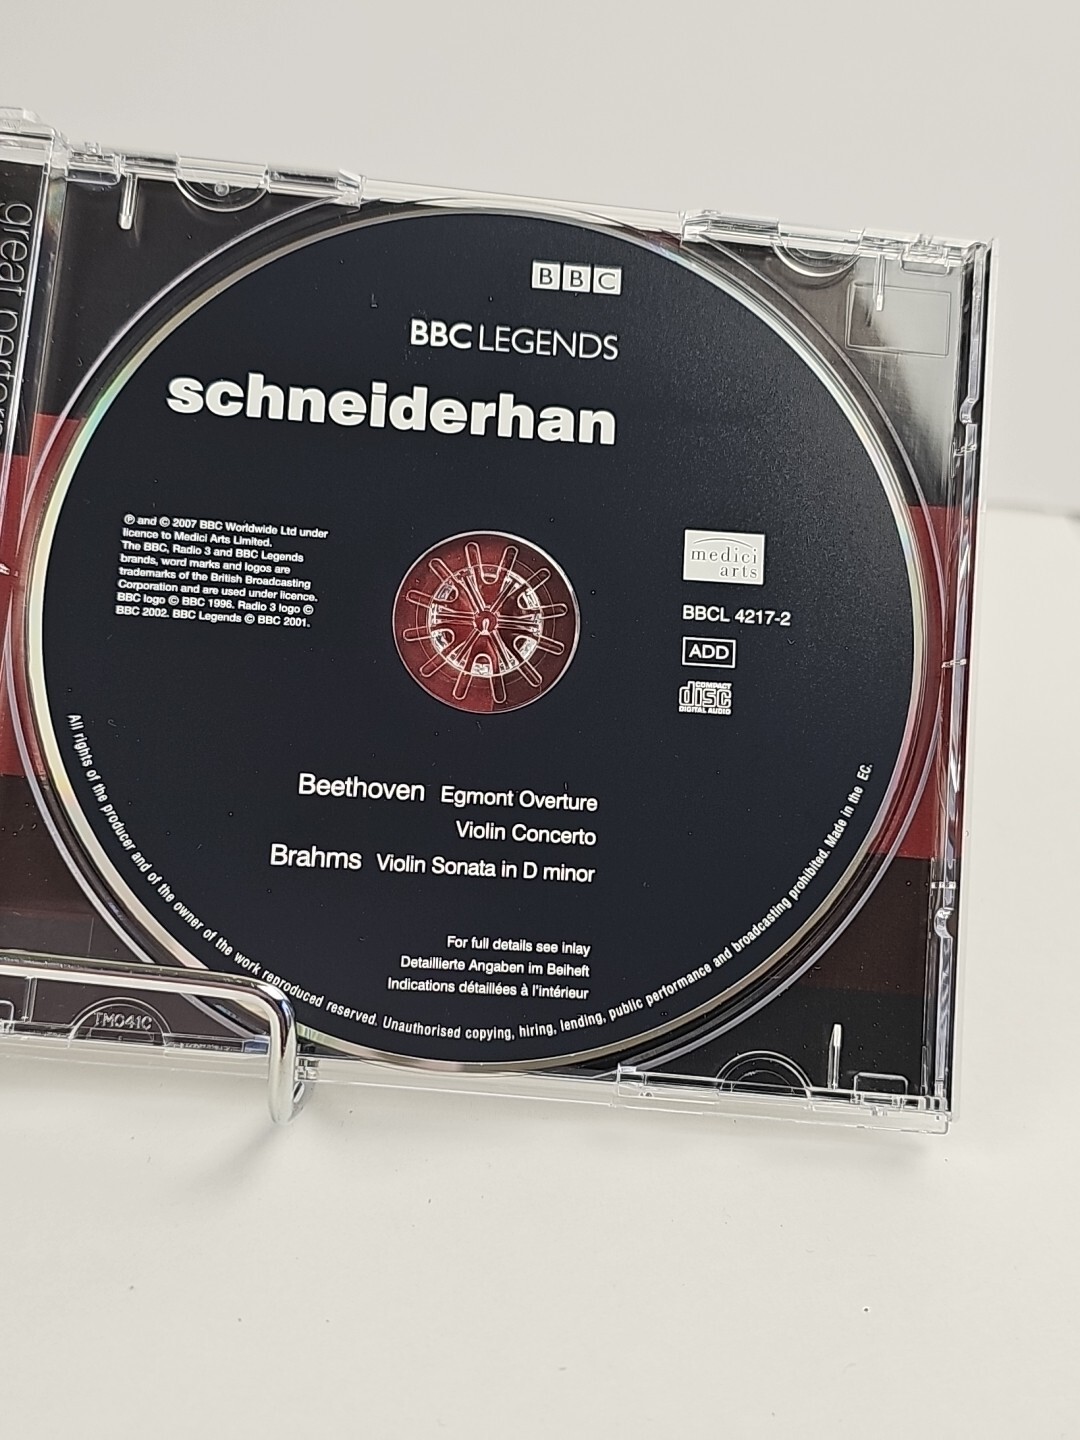 great perfor
BBC
BBC LEGENDS
schneiderhan
℗ and © 2007 BBC Worldwide Ltd under
licence to Medici Arts Limited.
The BBC, Radio 3 and BBC Legends
brands, word marks and logos are
trademarks of the British Broadcasting
Corporation and are used under licence.
BBC logo © BBC 1996. Radio 3 logo ©
BBC 2002. BBC Legends © BBC 2001.
medici
arts
BBCL 4217-2
ADD
COMPACT
disc
DIGITAL AUDIO
Beethoven Egmont Overture
Violin Concerto
Brahms Violin Sonata in D minor
For full details see inlay
Detaillierte Angaben im Beiheft
Indications détaillées à l'intérieur
All rights of the producer and of the owner of the work reproduced reserved. Unauthorised copying, hiring, lending, public performance and broadcasting prohibited. Made in the EC.
TM041C